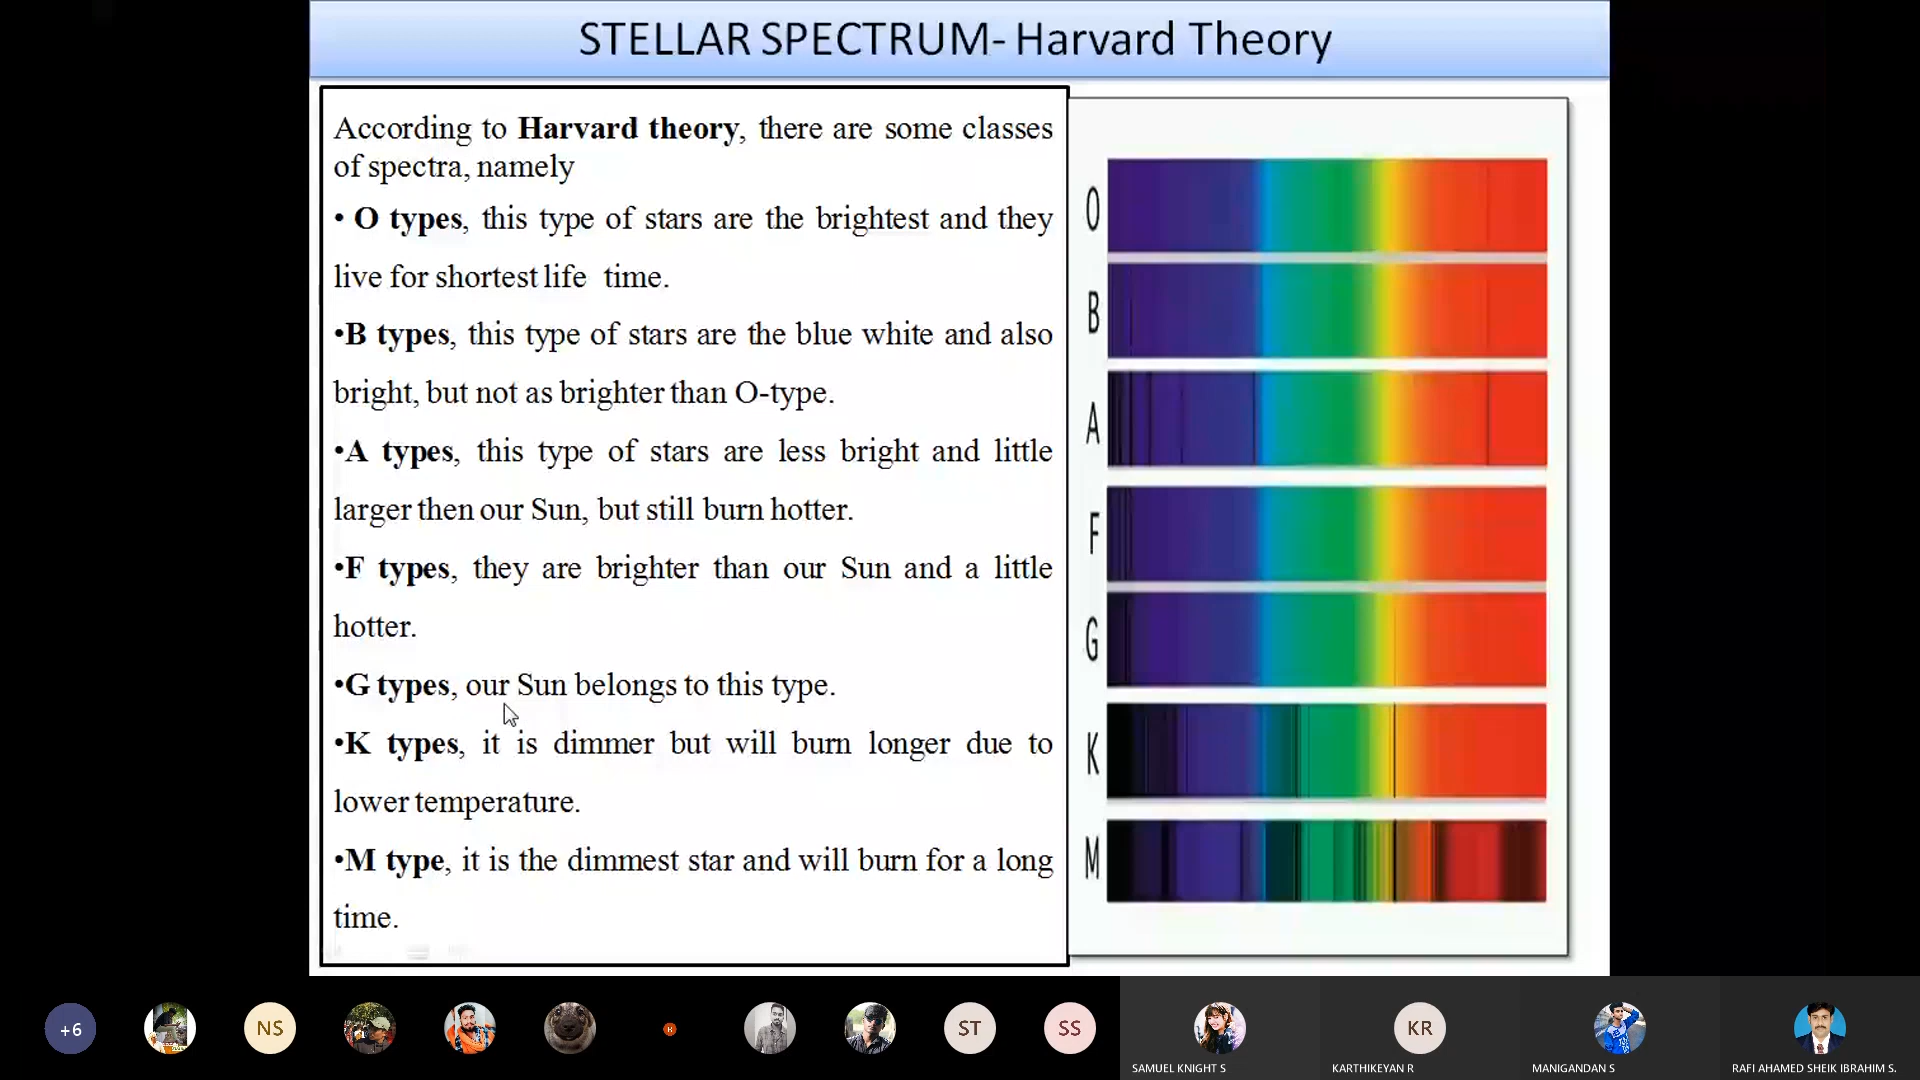 STELLAR SPECTRUM- Harvard Theory
According to Harvard theory, there are some classes
of spectra, namely
• O types, this type of stars are the brightest and they
live for shortest life time.
•B types, this type of stars are the blue white and also
bright, but not as brighter than O-type.
•A types, this type of stars are less bright and little
larger then our Sun, but still burn hotter.
•F types, they are brighter than our Sun and a little
hotter.
•G types, our Sun belongs to this type.
•K types, it is dimmer but will burn longer due to
lower temperature.
•M type, it is the dimmest star and will burn for a long
time.
O
B
A
F
G
K
M
+6
NS
ST
SS
KR
SAMUEL KNIGHT S
KARTHIKEYAN R
MANIGANDAN S
RAFI AHAMED SHEIK IBRAHIM S.